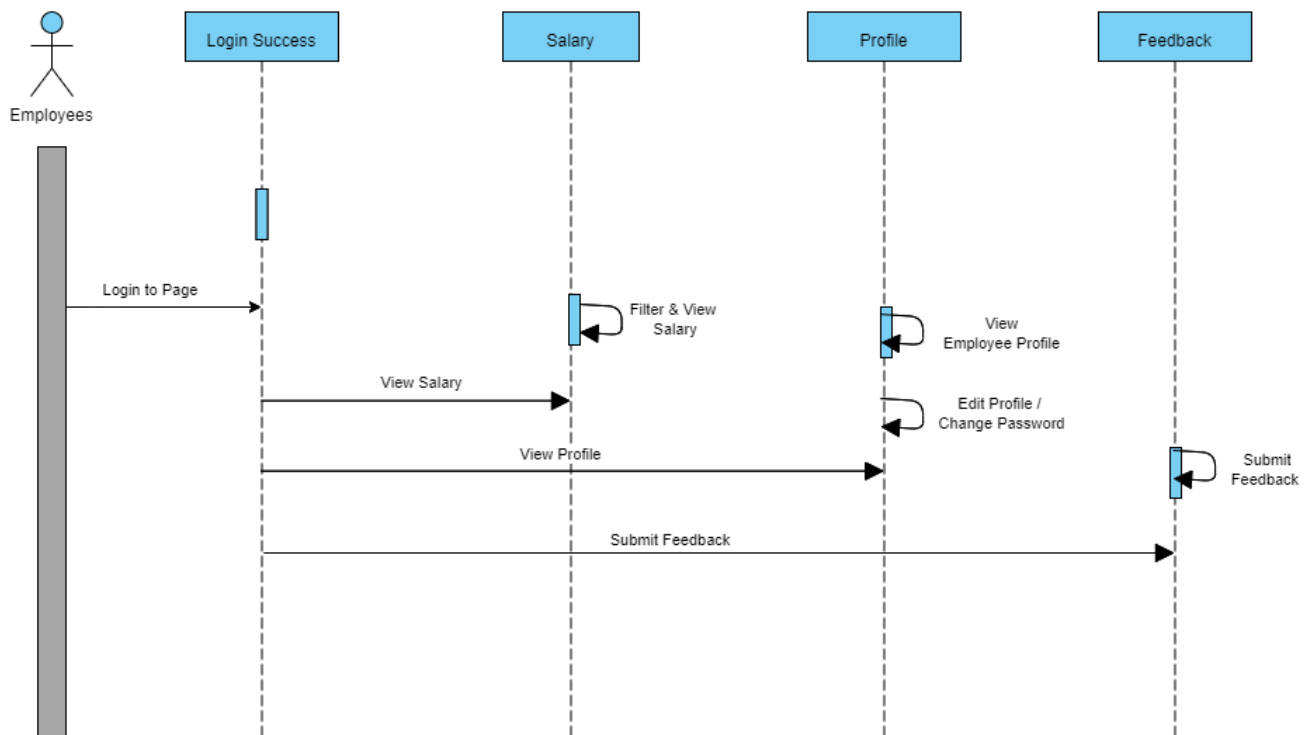 Login Success
Salary
Profile
Feedback
Employees
Login to Page
Filter & View
Salary
View
Employee Profile
View Salary
Edit Profile /
Change Password
View Profile
Submit
Feedback
Submit Feedback